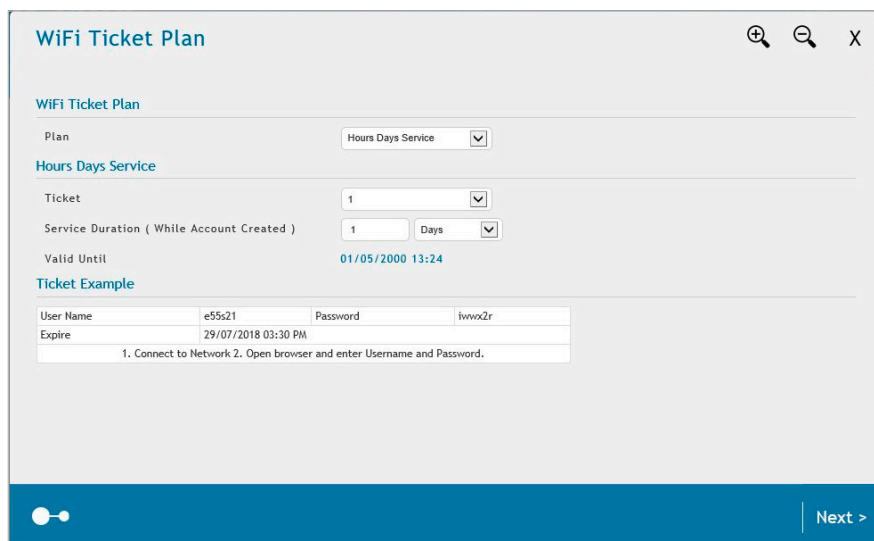 WiFi Ticket Plan
X
WiFi Ticket Plan
Plan Hours Days Service
Hours Days Service
Ticket 1
Service Duration ( While Account Created ) 1 Days
Valid Until 01/05/2000 13:24
Ticket Example
User Name e55s21 Password iwwx2r
Expire 29/07/2018 03:30 PM
1. Connect to Network 2. Open browser and enter Username and Password.
Next >